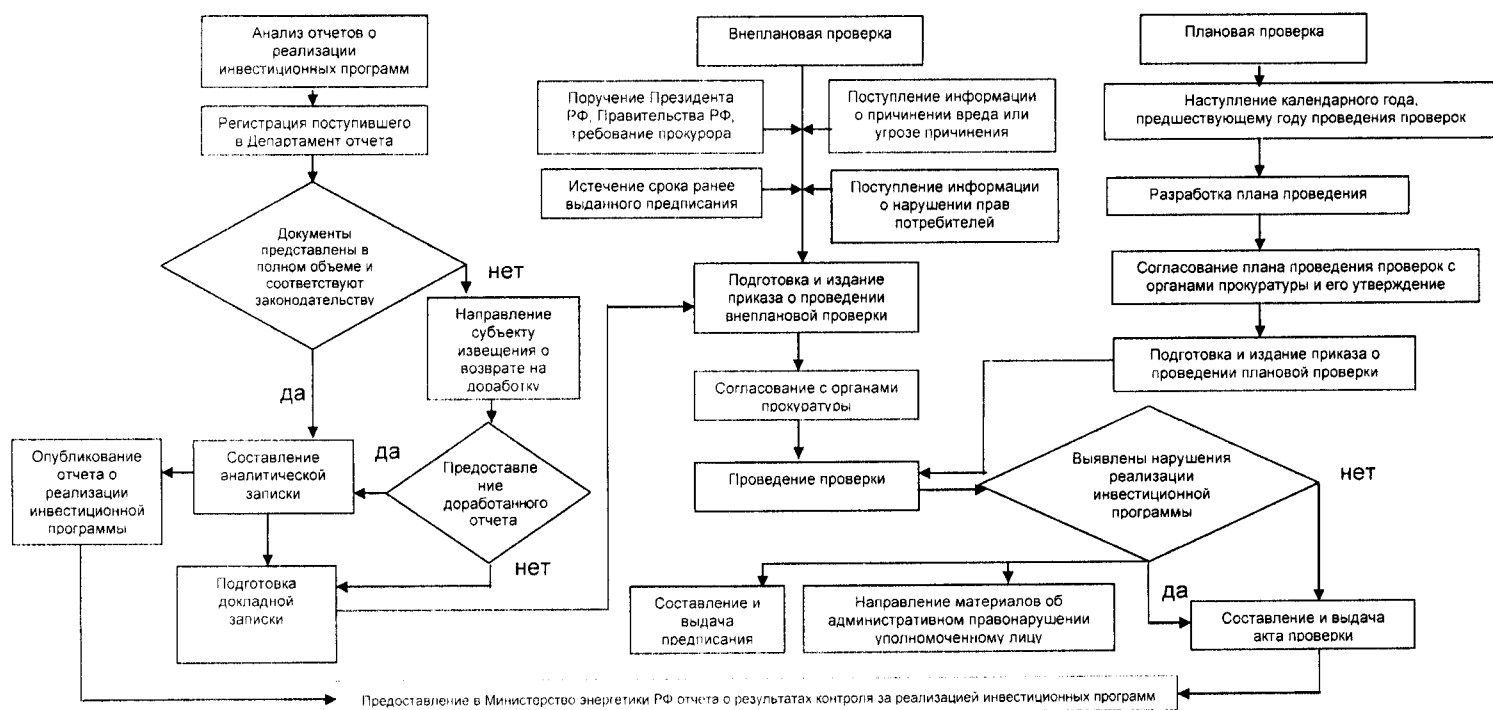 Анализ отчетов о
реализации
инвестиционных программ
Регистрация поступившего
в Департамент отчета
Документы
представлены в
полном объеме и
соответствуют
законодательству
нет
Направление
субъекту
извещения о
возврате на
доработку
да
Предоставле
ние
доработанного
отчета
да
нет
Составление
аналитической
записки
Опубликование
отчета о
реализации
инвестиционной
программы
Подготовка
докладной
записки
Внеплановая проверка
Поручение Президента
РФ, Правительства РФ,
требование прокурора
Поступление информации
о причинении вреда или
угрозе причинения
Истечение срока ранее
выданного предписания
Поступление информации
о нарушении прав
потребителей
Подготовка и издание
приказа о проведении
внеплановой проверки
Согласование с органами
прокуратуры
Проведение проверки
Плановая проверка
Наступление календарного года,
предшествующему году проведения проверок
Разработка плана проведения
Согласование плана проведения проверок с
органами прокуратуры и его утверждение
Подготовка и издание приказа о
проведении плановой проверки
Выявлены нарушения
реализации
инвестиционной
программы
нет
да
Составление и
выдача
предписания
Направление материалов об
административном правонарушении
уполномоченному лицу
Составление и выдача
акта проверки
Предоставление в Министорство энергетики РФ отчета о результатах контроля за реализацией инвестиционных программ